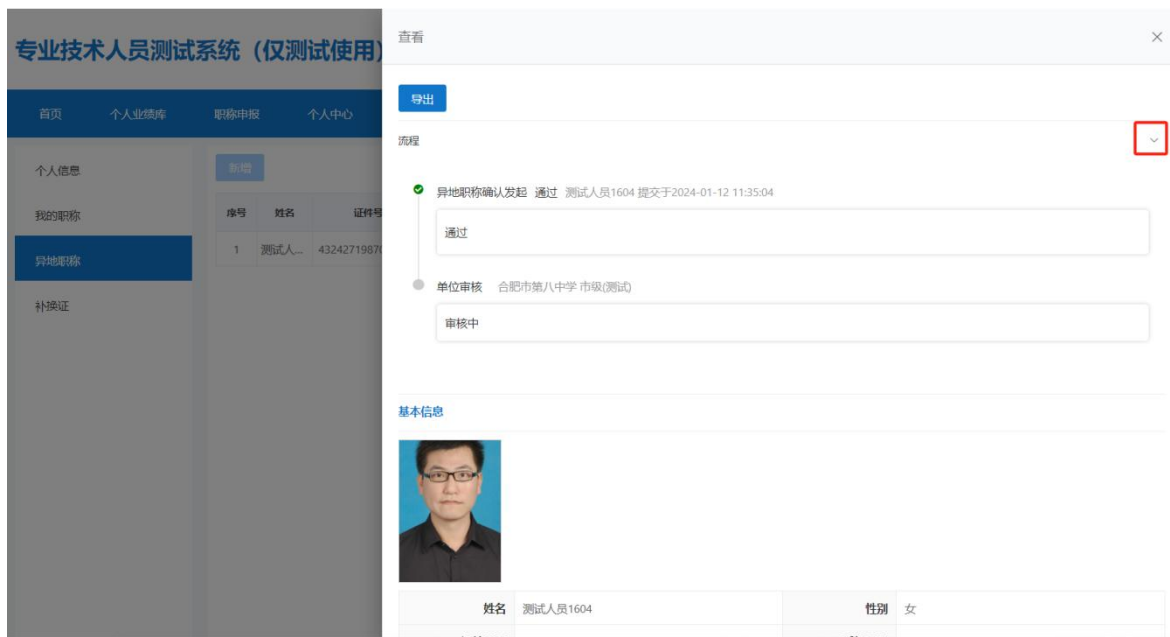 专业技术人员测试系统（仅测试使用）
查看
首页 个人业绩库 职称申报 个人中心
导出
流程
个人信息
我的职称
异地职称
补换证
新增
序号 姓名 证件号
1 测试人... 4324271987
异地职称确认发起 通过 测试人员1604 提交于2024-01-12 11:35:04
通过
单位审核 合肥市第八中学 市级(测试)
审核中
基本信息
姓名 测试人员1604 性别 女